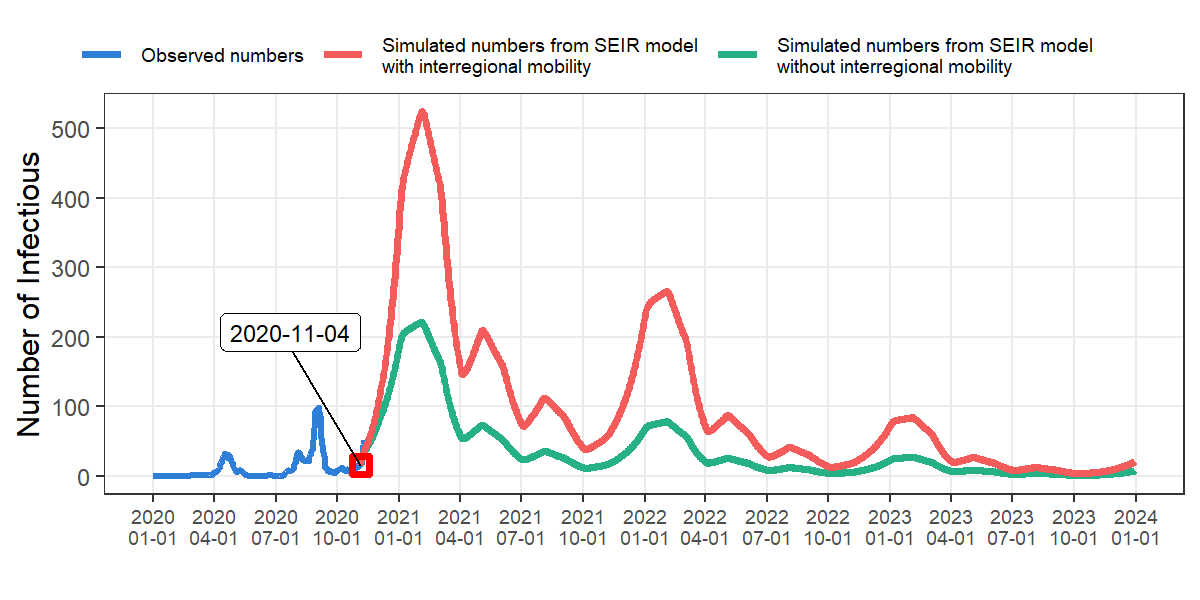 Observed numbers
Simulated numbers from SEIR model
with interregional mobility
Simulated numbers from SEIR model
without interregional mobility
Number of Infectious
500
400
300
200
100
0
2020-11-04
2020 2020 2020 2020 2021 2021 2021 2021 2022 2022 2022 2022 2023 2023 2023 2023 2024
01-01 04-01 07-01 10-01 01-01 04-01 07-01 10-01 01-01 04-01 07-01 10-01 01-01 04-01 07-01 10-01 01-01